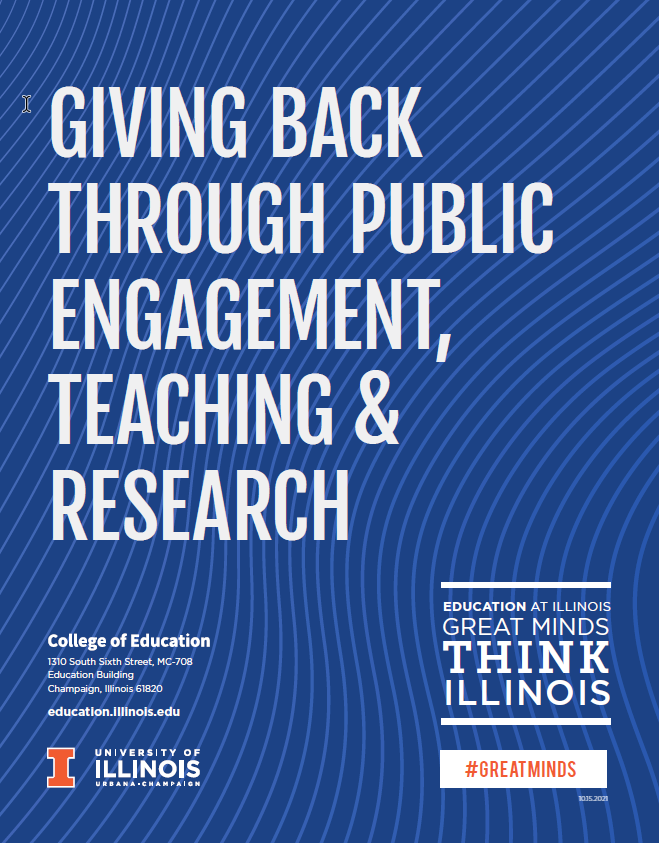 GIVING BACK
THROUGH PUBLIC
ENGAGEMENT,
TEACHING &
RESEARCH
College of Education
1310 South Sixth Street, MC-708
Education Building
Champaign, Illinois 61820
education.illinois.edu
UNIVERSITY OF
ILLINOIS
URBANA-CHAMPAIGN
EDUCATION AT ILLINOIS
GREAT MINDS
THINK
ILLINOIS
#GREATMINDS
10.15.2021